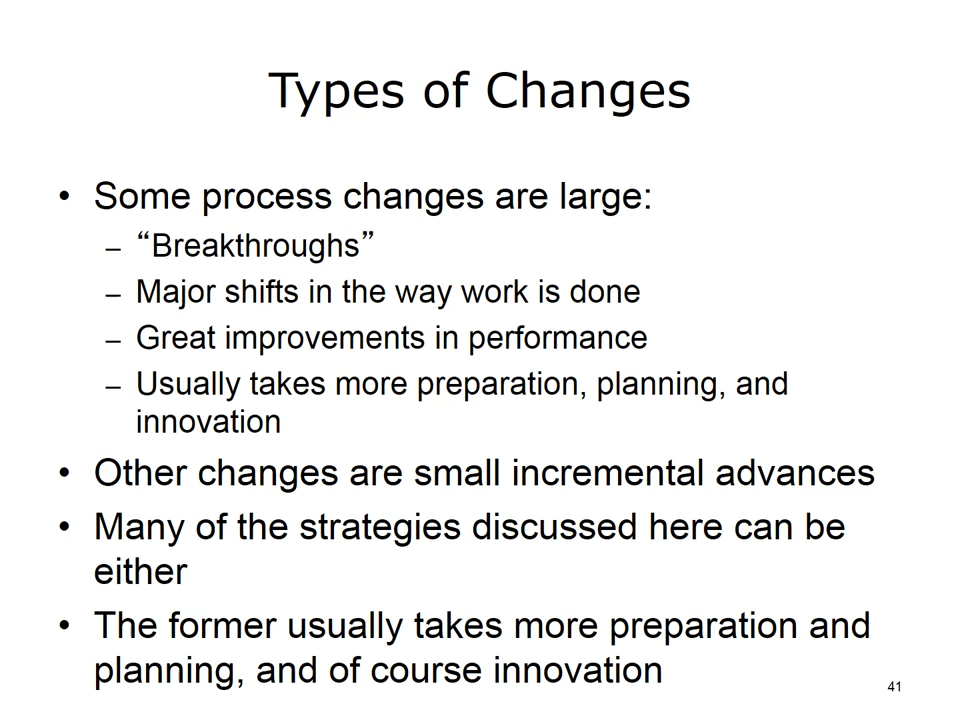 Types of Changes
• Some process changes are large:
– “Breakthroughs”
– Major shifts in the way work is done
– Great improvements in performance
– Usually takes more preparation, planning, and
innovation
• Other changes are small incremental advances
• Many of the strategies discussed here can be
either
• The former usually takes more preparation and
planning, and of course innovation
41